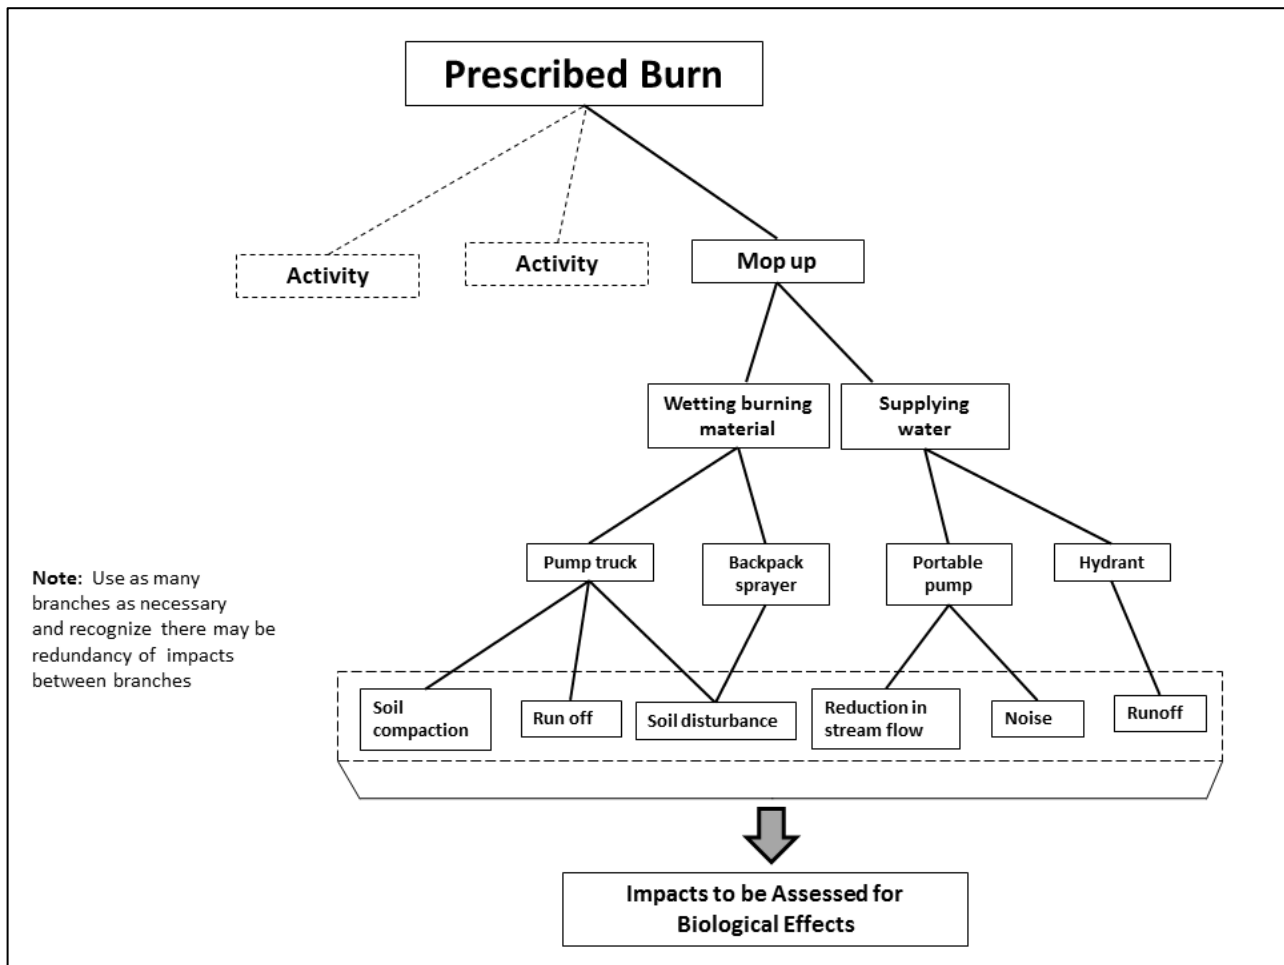 Prescribed Burn
Activity
Activity
Mop up
Wetting burning
material
Supplying
water
Pump truck
Backpack
sprayer
Portable
pump
Hydrant
Note: Use as many
branches as necessary
and recognize there may be
redundancy of impacts
between branches
Soil
compaction
Run off
Soil disturbance
Reduction in
stream flow
Noise
Runoff
Impacts to be Assessed for
Biological Effects